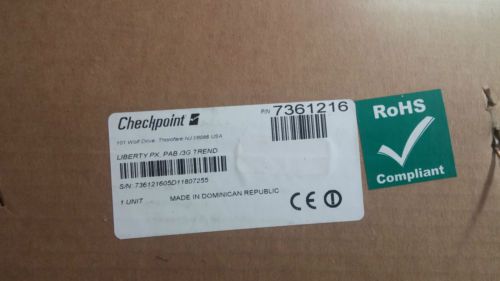 Checkpoint
P/N 7361216
101 Wolf Drive, Thorofare NJ 08086 USA
LIBERTY PX, PAB /3G TREND
S/N: 736121605D11807255
1 UNIT MADE IN DOMINICAN REPUBLIC
CE
RoHS
Compliant